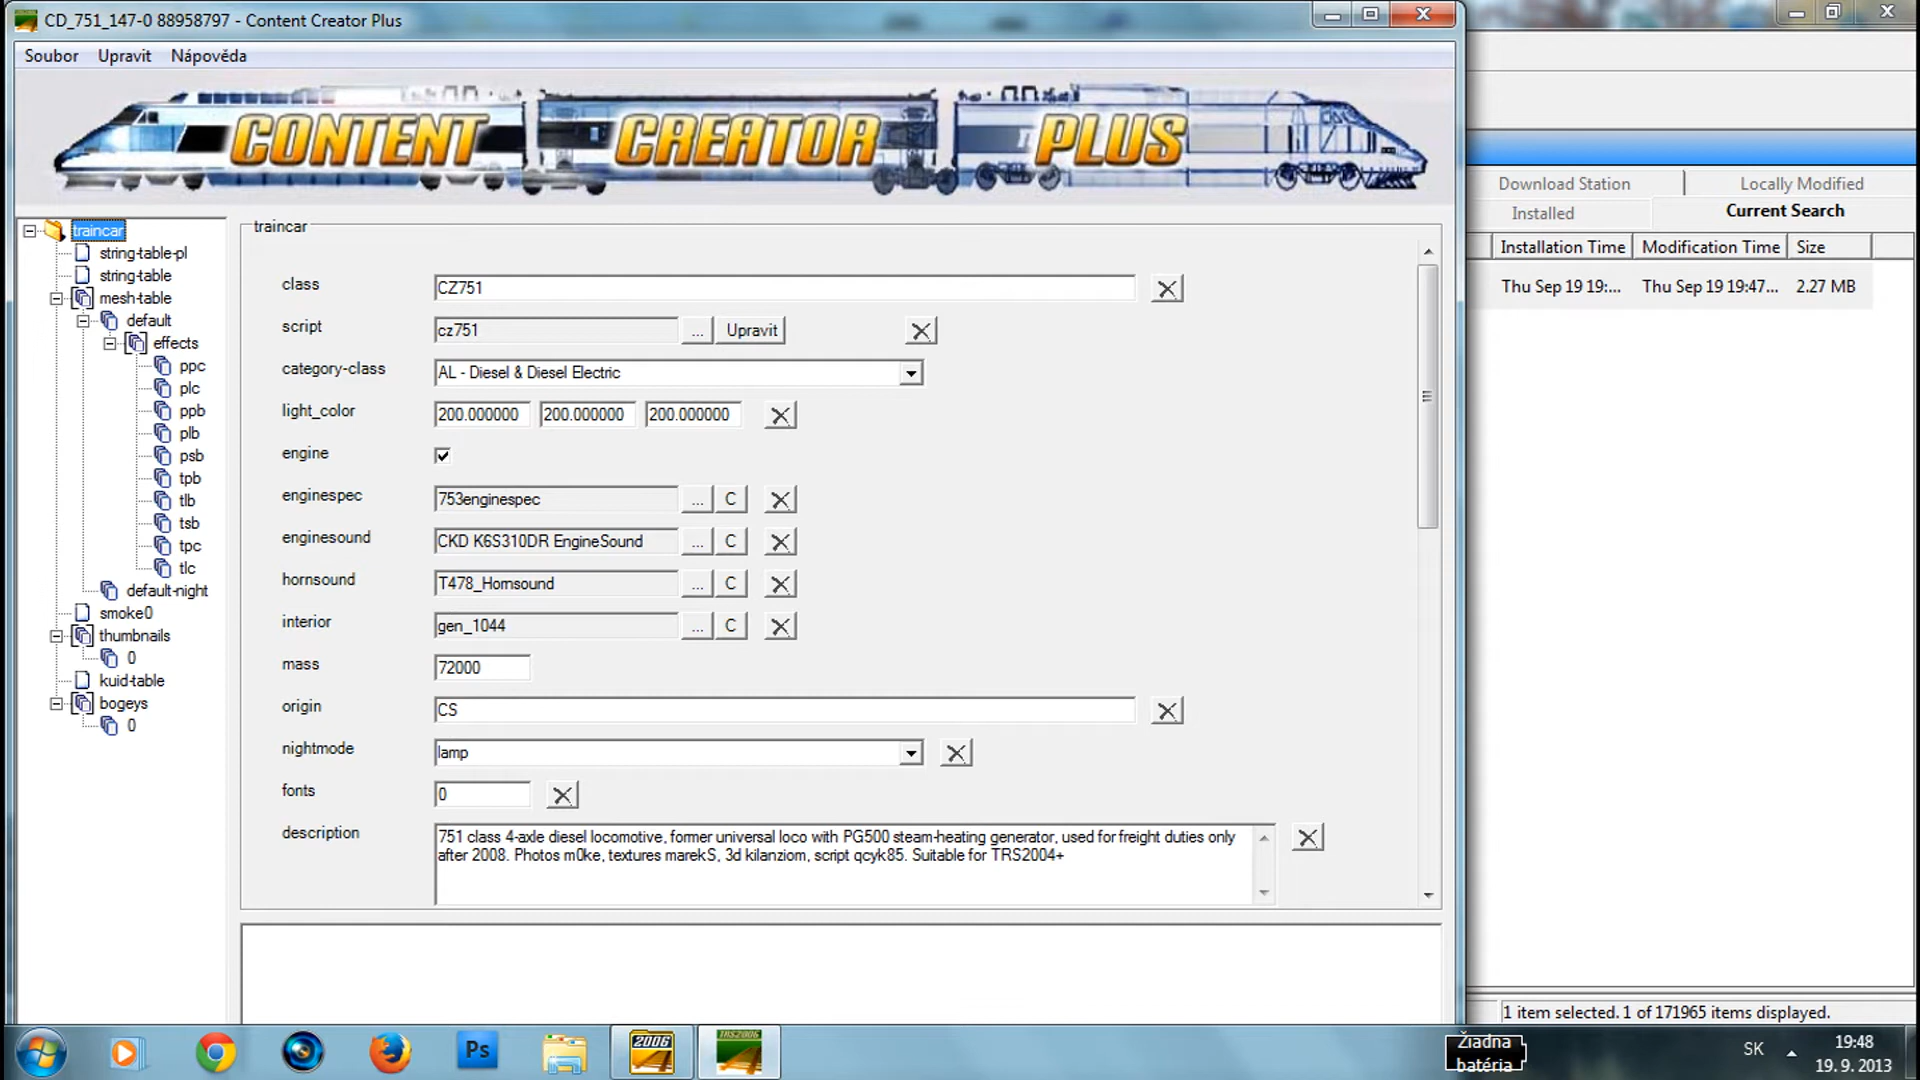 CD_751_147-0 88958797 - Content Creator Plus
Soubor Upravit Nápověda
CONTENT CREATOR PLUS
traincar
string-table-pl
string-table
mesh-table
default
effects
ppc
plc
ppb
plb
psb
tpb
tlb
tsb
tpc
tlc
default-night
smoke0
thumbnails
0
kuid-table
bogeys
0
traincar
class CZ751
script cz751 ... Upravit
category-class AL - Diesel & Diesel Electric
light_color 200.000000 200.000000 200.000000
engine
enginespec 753enginespec ... C
enginesound CKD K6S310DR EngineSound ... C
hornsound T478_Hornsound ... C
interior gen_1044 ... C
mass 72000
origin CS
nightmode lamp
fonts 0
description 751 class 4-axle diesel locomotive, former universal loco with PG500 steam-heating generator, used for freight duties only
after 2008. Photos m0ke, textures marekS, 3d kilanziom, script qcyk85. Suitable for TRS2004+
Download Station Locally Modified
Installed Current Search
Installation Time Modification Time Size
Thu Sep 19 19:... Thu Sep 19 19:47... 2.27 MB
1 item selected. 1 of 171965 items displayed.
Ps
2006
TRS2006
Žiadna
batéria
SK
19:48
19. 9. 2013